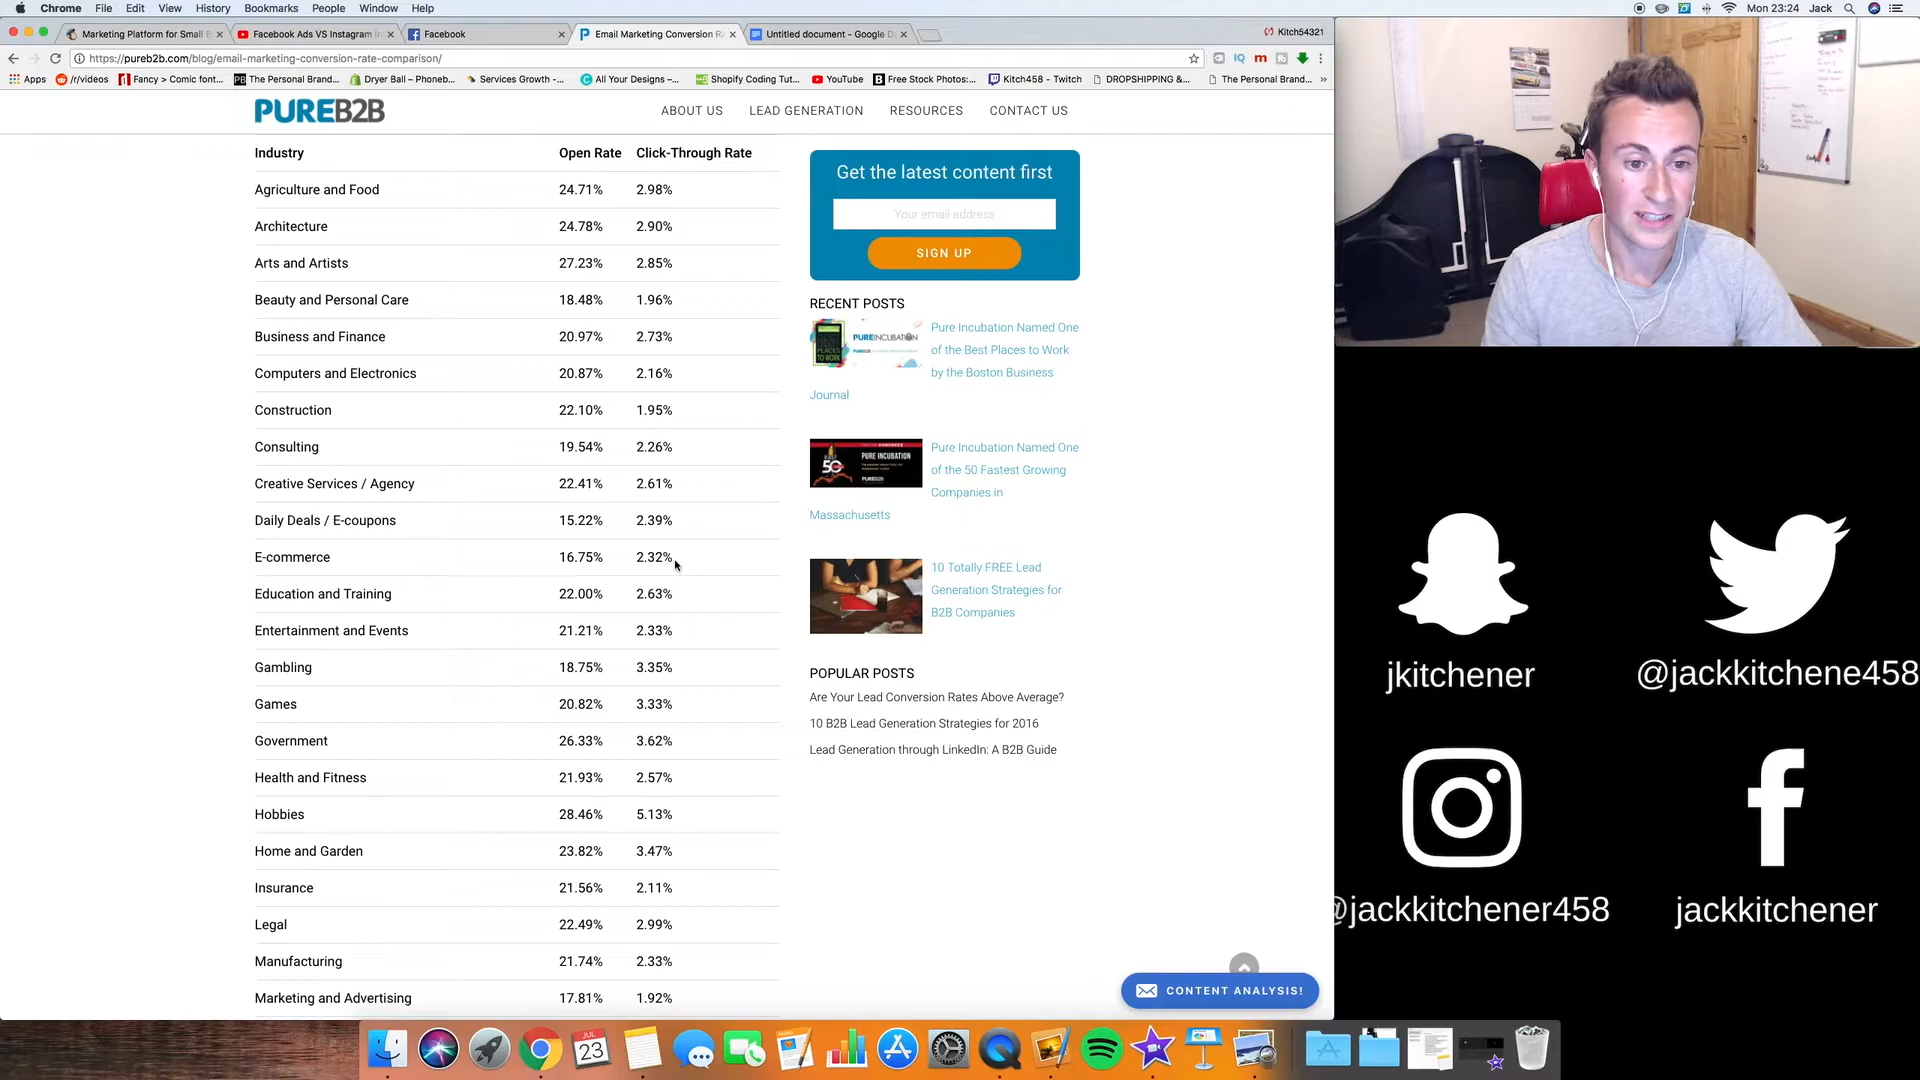 Chrome File Edit View History Bookmarks People Window Help
Mon 23:24 Jack
Marketing Platform for Small B
Facebook Ads VS Instagram in
Facebook
Email Marketing Conversion R
Untitled document - Google D
Kitch54321
https://pureb2b.com/blog/email-marketing-conversion-rate-comparison/
Apps /r/videos Fancy > Comic font... The Personal Brand... Dryer Ball – Phoneb... Services Growth -... All Your Designs –... Shopify Coding Tut... YouTube Free Stock Photos:... Kitch458 - Twitch DROPSHIPPING &... The Personal Brand... »
PUREB2B
ABOUT US LEAD GENERATION RESOURCES CONTACT US
Industry Open Rate Click-Through Rate
Agriculture and Food 24.71% 2.98%
Architecture 24.78% 2.90%
Arts and Artists 27.23% 2.85%
Beauty and Personal Care 18.48% 1.96%
Business and Finance 20.97% 2.73%
Computers and Electronics 20.87% 2.16%
Construction 22.10% 1.95%
Consulting 19.54% 2.26%
Creative Services / Agency 22.41% 2.61%
Daily Deals / E-coupons 15.22% 2.39%
E-commerce 16.75% 2.32%
Education and Training 22.00% 2.63%
Entertainment and Events 21.21% 2.33%
Gambling 18.75% 3.35%
Games 20.82% 3.33%
Government 26.33% 3.62%
Health and Fitness 21.93% 2.57%
Hobbies 28.46% 5.13%
Home and Garden 23.82% 3.47%
Insurance 21.56% 2.11%
Legal 22.49% 2.99%
Manufacturing 21.74% 2.33%
Marketing and Advertising 17.81% 1.92%
Get the latest content first
Your email address
SIGN UP
RECENT POSTS
Pure Incubation Named One
of the Best Places to Work
by the Boston Business
Journal
Pure Incubation Named One
of the 50 Fastest Growing
Companies in
Massachusetts
10 Totally FREE Lead
Generation Strategies for
B2B Companies
POPULAR POSTS
Are Your Lead Conversion Rates Above Average?
10 B2B Lead Generation Strategies for 2016
Lead Generation through LinkedIn: A B2B Guide
CONTENT ANALYSIS!
jkitchener
@jackkitchene458
@jackkitchener458
jackkitchener
JUL
23